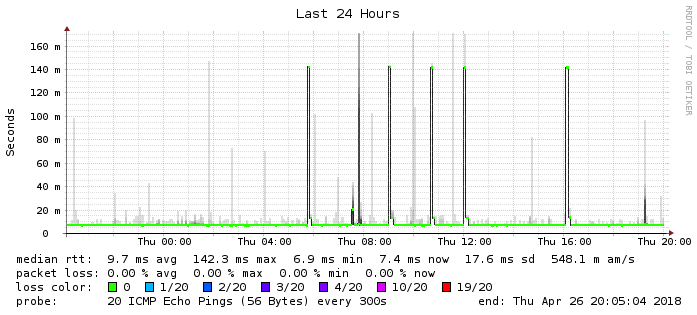 Last 24 Hours
RRDTOOL / TOBI OETIKER
Seconds
160 m
140 m
120 m
100 m
80 m
60 m
40 m
20 m
0
Thu 00:00 Thu 04:00 Thu 08:00 Thu 12:00 Thu 16:00 Thu 20:00
median rtt: 9.7 ms avg 142.3 ms max 6.9 ms min 7.4 ms now 17.6 ms sd 548.1 m am/s
packet loss: 0.00 % avg 0.00 % max 0.00 % min 0.00 % now
loss color: 0 1/20 2/20 3/20 4/20 10/20 19/20
probe: 20 ICMP Echo Pings (56 Bytes) every 300s end: Thu Apr 26 20:05:04 2018